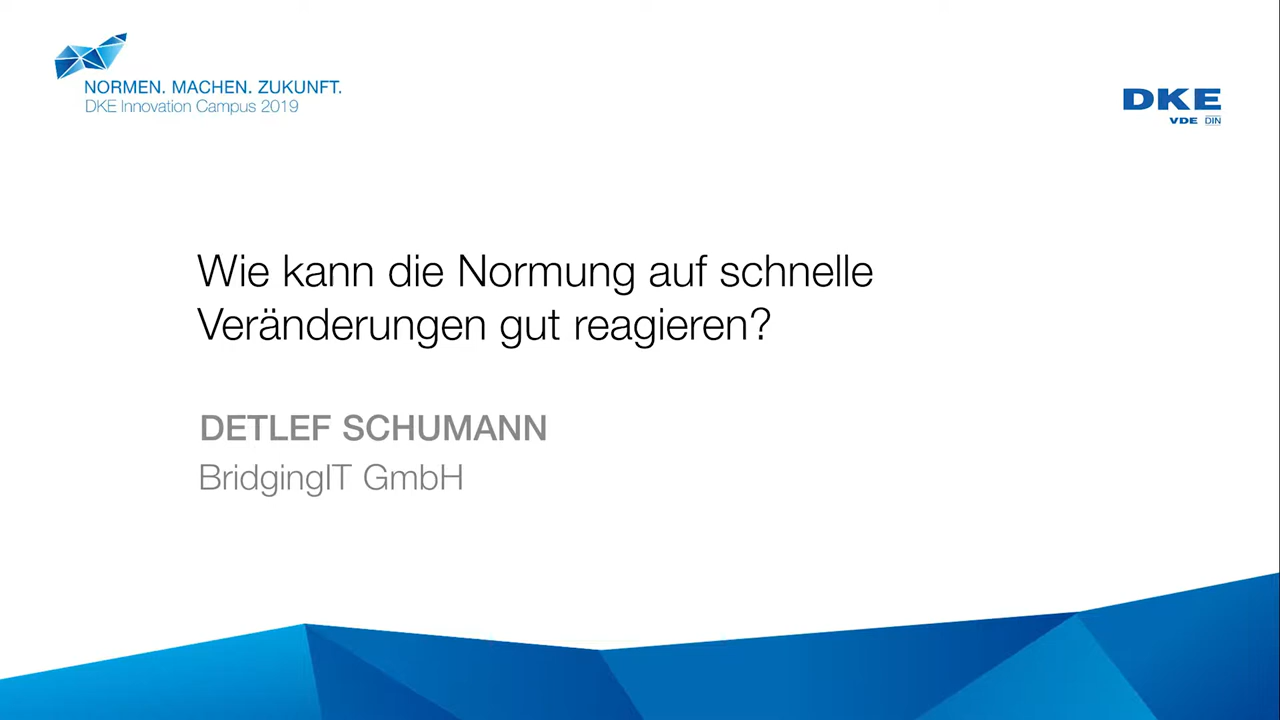 NORMEN. MACHEN. ZUKUNFT.
DKE Innovation Campus 2019
DKE
VDE DIN
Wie kann die Normung auf schnelle
Veränderungen gut reagieren?
DETLEF SCHUMANN
BridgingIT GmbH